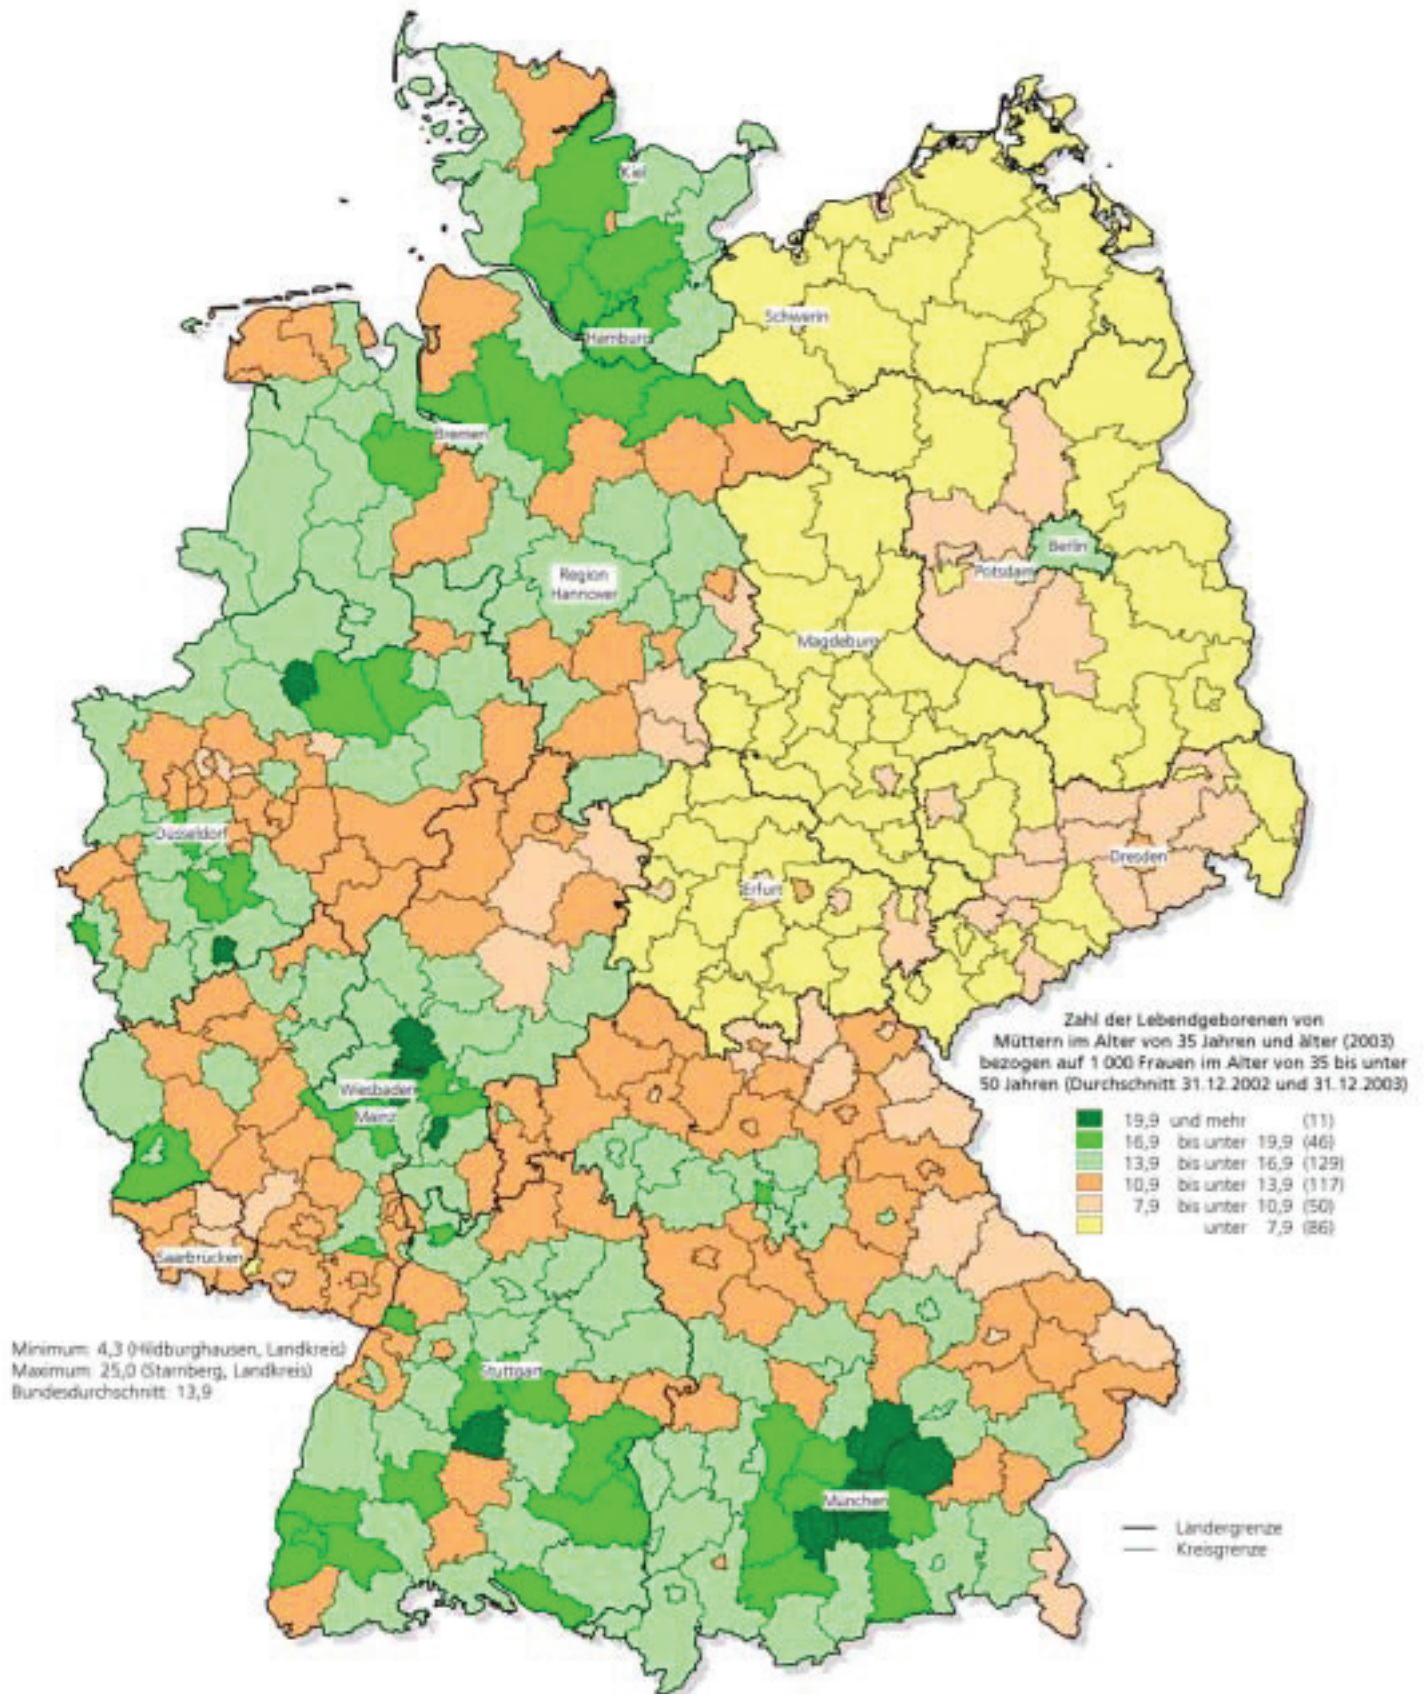 Kiel
Schwerin
Hamburg
Bremen
Berlin
Potsdam
Region
Hannover
Magdeburg
Düsseldorf
Dresden
Erfurt
Zahl der Lebendgeborenen von
Müttern im Alter von 35 Jahren und älter (2003)
bezogen auf 1 000 Frauen im Alter von 35 bis unter
50 Jahren (Durchschnitt 31.12.2002 und 31.12.2003)
Wiesbaden
Mainz
19,9 und mehr (11)
16,9 bis unter 19,9 (46)
13,9 bis unter 16,9 (129)
10,9 bis unter 13,9 (117)
7,9 bis unter 10,9 (50)
unter 7,9 (86)
Saarbrücken
Minimum: 4,3 (Hildburghausen, Landkreis)
Maximum: 25,0 (Starnberg, Landkreis)
Bundesdurchschnitt: 13,9
Stuttgart
München
Ländergrenze
Kreisgrenze